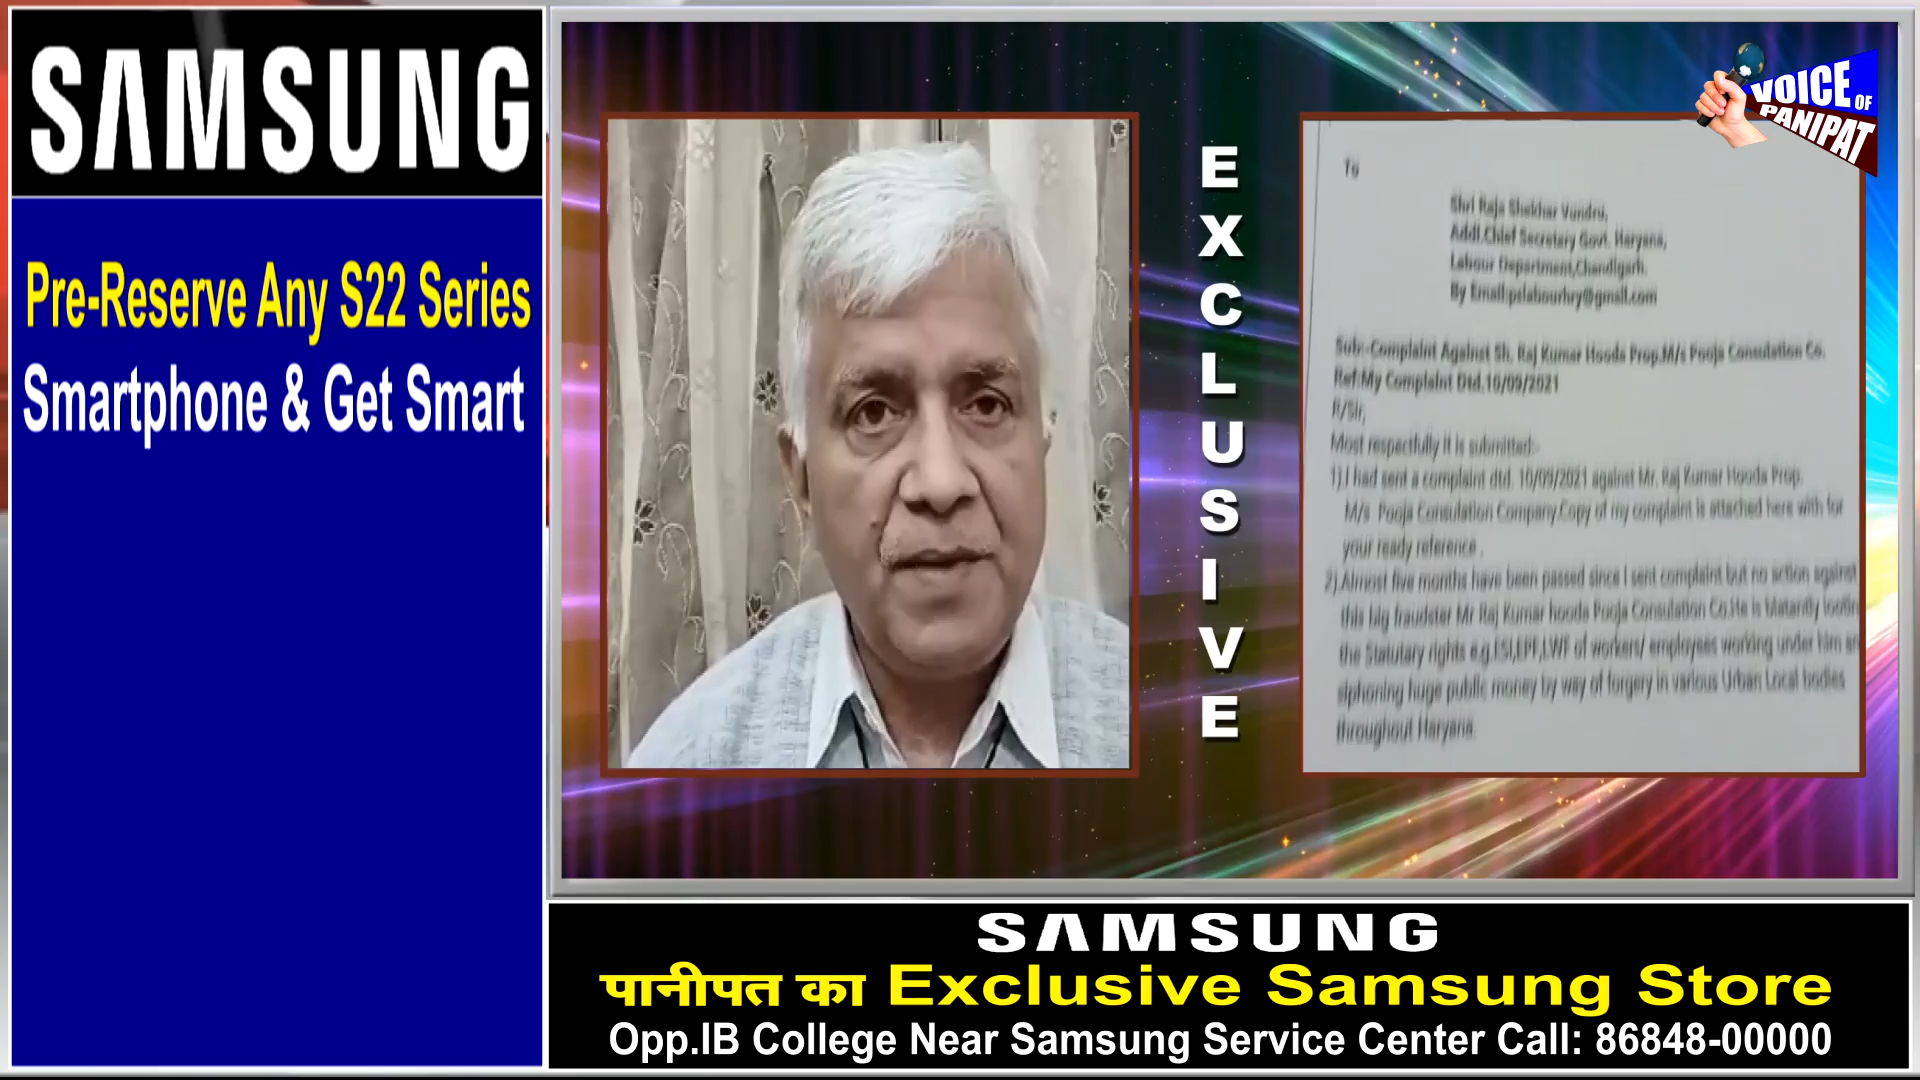 SAMSUNG
Pre-Reserve Any S22 Series
Smartphone & Get Smart
EXCLUSIVE
VOICE OF
PANIPAT
To
Shri Raja Shekhar Vundru,
Addl.Chief Secretary Govt. Haryana,
Labour Department,Chandigarh.
By Email:pslabourhry@gmail.com
Sub:-Complaint Against Sh. Raj Kumar Hooda Prop.M/s Pooja Consulation Co.
Ref:My Complaint Dtd.10/09/2021
R/Sir,
Most respectfully it is submitted:-
1).I had sent a complaint dtd. 10/09/2021 against Mr. Raj Kumar Hooda Prop.
M/s Pooja Consulation Company.Copy of my complaint is attached here with for
your ready reference .
2).Almost five months have been passed since I sent complaint but no action against
this big fraudster Mr Raj Kumar hooda Pooja Consulation Co.He is blatantly
the Statutary rights e.g.ESI,EPF,LWF of workers/ employees working under him
siphoning huge public money by way of forgery in various Urban Local bodies
throughout Haryana.
SAMSUNG
पानीपत का Exclusive Samsung Store
Opp.IB College Near Samsung Service Center Call: 86848-00000